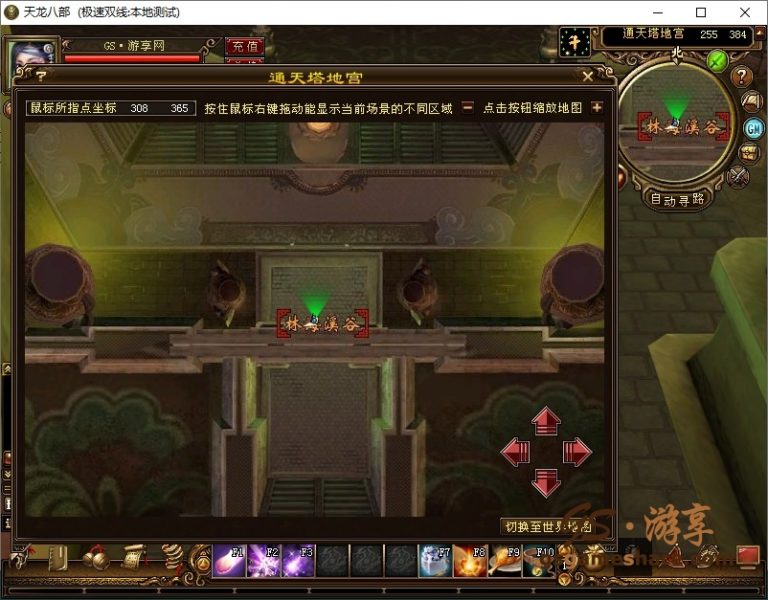 天龙八部 (极速双线:本地测试)
GS·游享网
充值
通天塔地宫 255 384
北
通天塔地宫
鼠标所指点坐标 308 365 按住鼠标右键拖动能显示当前场景的不同区域 点击按钮缩放地图
GM
自动寻路
溪谷
溪谷
切换至世界地图
GS·游享
F1 F2 F3 F7 F8 F9 F10